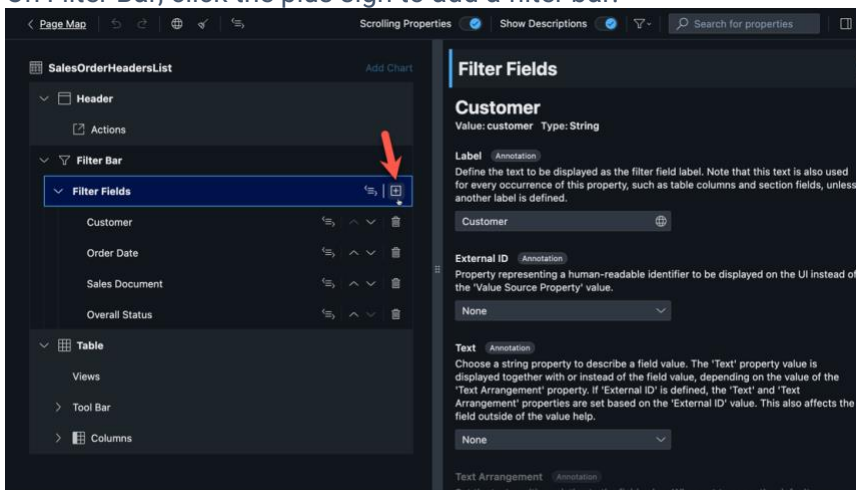 On Filter Bar, click the plus sign to add a filter bar.
Page Map
Scrolling Properties
Show Descriptions
Search for properties
SalesOrderHeadersList
Add Chart
Header
Actions
Filter Bar
Filter Fields
Customer
Order Date
Sales Document
Overall Status
Table
Views
Tool Bar
Columns
Filter Fields
Customer
Value: customer Type: String
Label Annotation
Define the text to be displayed as the filter field label. Note that this text is also used
for every occurrence of this property, such as table columns and section fields, unless
another label is defined.
Customer
External ID Annotation
Property representing a human-readable identifier to be displayed on the UI instead of
the 'Value Source Property' value.
None
Text Annotation
Choose a string property to describe a field value. The 'Text' property value is
displayed together with or instead of the field value, depending on the value of the
'Text Arrangement' property. If 'External ID' is defined, the 'Text' and 'Text
Arrangement' properties are set based on the 'External ID' value. This also affects the
field outside of the value help.
None
Text Arrangement Annotation